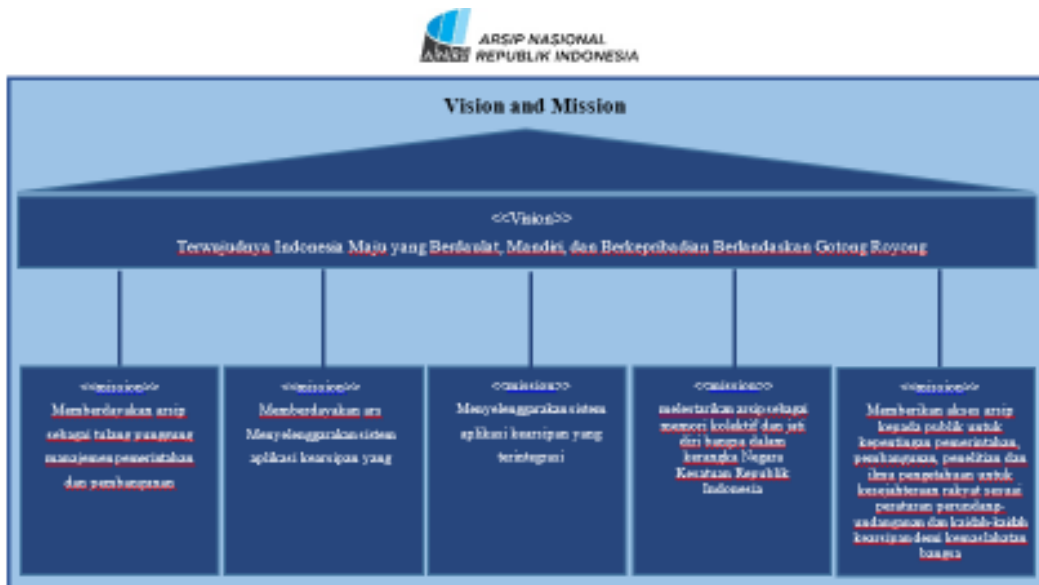 ARSIP NASIONAL
REPUBLIK INDONESIA
Vision and Mission
<<Vision>>
Terwujudnya Indonesia Maju yang Berdaulat, Mandiri, dan Berkepribadian Berlandaskan Gotong Royong
<<mission>>
Memberdayakan arsip
sebagai tulang punggung
manajemen pemerintahan
dan pembangunan
<<mission>>
Memberdayakan ars
Menyelenggarakan sistem
aplikasi kearsipan yang
<<mission>>
Menyelenggarakan sistem
aplikasi kearsipan yang
terintegrasi
<<mission>>
melestarikan arsip sebagai
memori kolektif dan jati
diri bangsa dalam
kerangka Negara
Kesatuan Republik
Indonesia
<<mission>>
Memberikan akses arsip
kepada publik untuk
kepentingan pemerintahan,
pembangunan, penelitian dan
ilmu pengetahuan untuk
kesejahteraan rakyat sesuai
peraturan perundang-
undanganan dan kaidah-kaidah
kearsipan demi kemaslahatan
bangsa